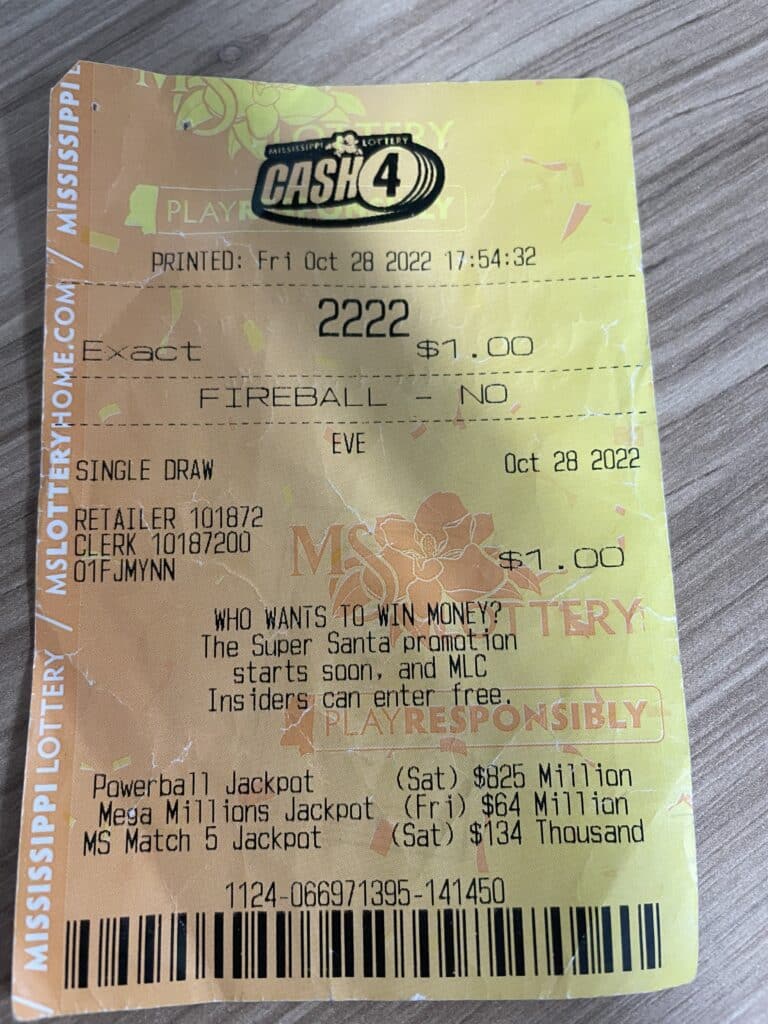 MS
LOTTERY
MISSISSIPPI LOTTERY
CASH 4
PLAY RESPONSIBLY
PRINTED: Fri Oct 28 2022 17:54:32
2222
Exact $1.00
FIREBALL - NO
EVE
SINGLE DRAW Oct 28 2022
RETAILER 101872
CLERK 10187200
01FJMYNN $1.00
MS
LOTTERY
WHO WANTS TO WIN MONEY?
The Super Santa promotion
starts soon, and MLC
Insiders can enter free.
PLAYRESPONSIBLY
Powerball Jackpot (Sat) $825 Million
Mega Millions Jackpot (Fri) $64 Million
MS Match 5 Jackpot (Sat) $134 Thousand
1124-066971395-141450
/ MISSISSIPPI LOTTERY / MSLOTTERYHOME.COM / MISSISSIPPI L